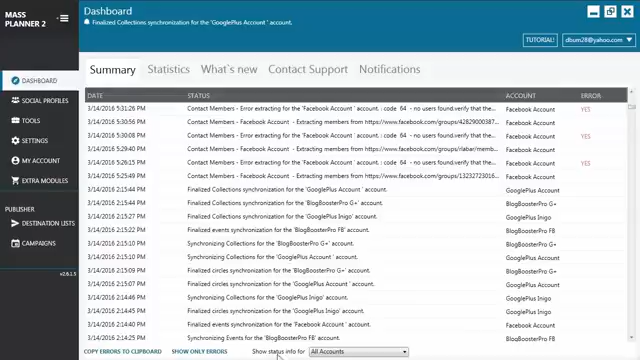 MASS
PLANNER 2
Dashboard
Finalized Collections synchronization for the 'GooglePlus Account' account.
TUTORIAL!
dbum28@yahoo.com
DASHBOARD
SOCIAL PROFILES
TOOLS
SETTINGS
MY ACCOUNT
EXTRA MODULES
PUBLISHER
DESTINATION LISTS
CAMPAIGNS
v2.6.1.5
Summary Statistics What's new Contact Support Notifications
DATE STATUS ACCOUNT ERROR
3/14/2016 5:31:26 PM Contact Members - Error extracting for the 'Facebook Account' account. : code 64 - no users found.verify that the... Facebook Account YES
3/14/2016 5:30:56 PM Contact Members - Facebook Account - Extracting members from https://www.facebook.com/groups/42829000387... Facebook Account
3/14/2016 5:30:43 PM Contact Members - Error extracting for the 'Facebook Account' account. : code 64 - no users found.verify that the... Facebook Account YES
3/14/2016 5:29:40 PM Contact Members - Facebook Account - Extracting members from https://www.facebook.com/groups/rlabar/memb... Facebook Account
3/14/2016 5:26:15 PM Contact Members - Error extracting for the 'Facebook Account' account. : code 64 - no users found.verify that the... Facebook Account YES
3/14/2016 5:25:49 PM Contact Members - Facebook Account - Extracting members from https://www.facebook.com/groups/13232723016... Facebook Account
3/14/2016 2:15:44 PM Finalized Collections synchronization for the 'GooglePlus Account' account. GooglePlus Account
3/14/2016 2:15:44 PM Finalized Collections synchronization for the 'BlogBoosterPro G+' account. BlogBoosterPro G+
3/14/2016 2:15:27 PM Finalized Collections synchronization for the 'GooglePlus Inigo' account. GooglePlus Inigo
3/14/2016 2:15:14 PM Finalized events synchronization for the 'BlogBoosterPro FB' account. BlogBoosterPro FB
3/14/2016 2:15:10 PM Synchronizing Collections for the 'BlogBoosterPro G+' account. BlogBoosterPro G+
3/14/2016 2:15:10 PM Synchronizing Collections for the 'GooglePlus Account' account. GooglePlus Account
3/14/2016 2:15:09 PM Finalized circles synchronization for the 'BlogBoosterPro G+' account. BlogBoosterPro G+
3/14/2016 2:15:09 PM Finalized circles synchronization for the 'GooglePlus Account' account. GooglePlus Account
3/14/2016 2:14:46 PM Synchronizing Collections for the 'GooglePlus Inigo' account. GooglePlus Inigo
3/14/2016 2:14:45 PM Finalized circles synchronization for the 'GooglePlus Inigo' account. GooglePlus Inigo
3/14/2016 2:14:40 PM Finalized events synchronization for the 'Facebook Account' account. Facebook Account
3/14/2016 2:14:38 PM Synchronizing Events for the 'BlogBoosterPro FB' account. BlogBoosterPro FB
COPY ERRORS TO CLIPBOARD SHOW ONLY ERRORS Show status info for All Accounts